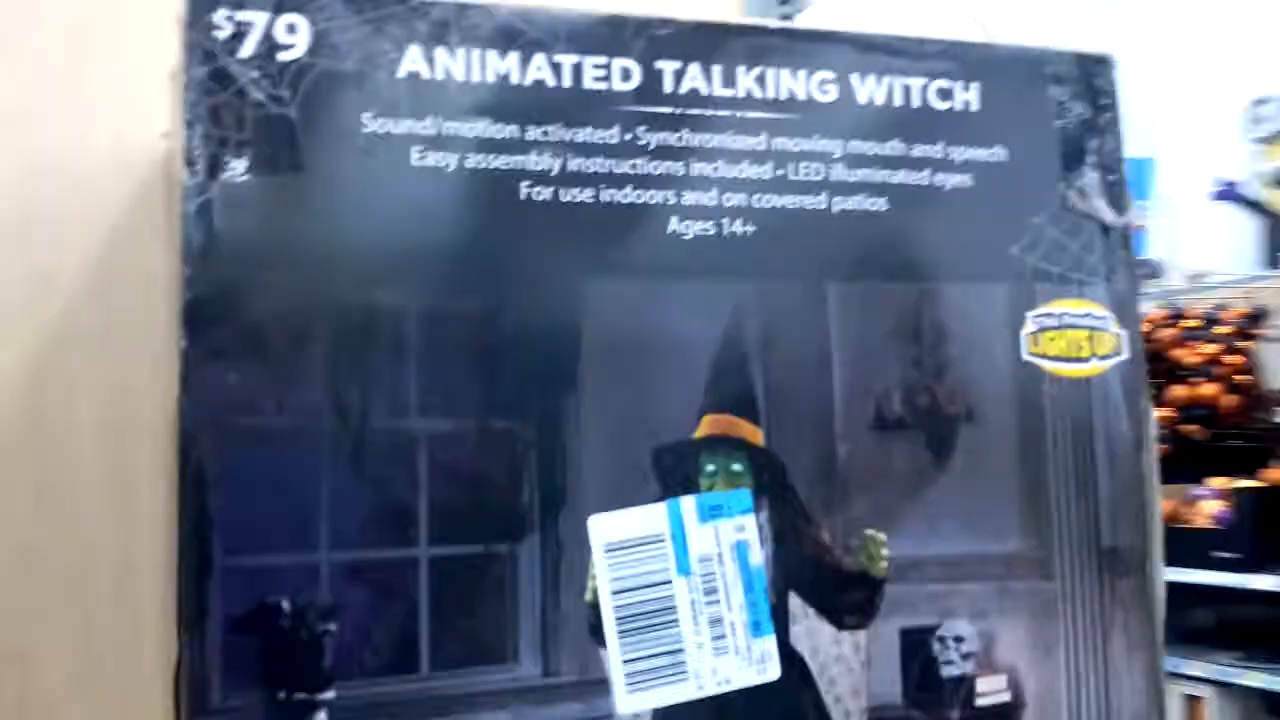 $79
ANIMATED TALKING WITCH
Sound/motion activated • Synchronized moving mouth and speech
Easy assembly instructions included • LED illuminated eyes
For use indoors and on covered patios
Ages 14+
LIGHTS UP!